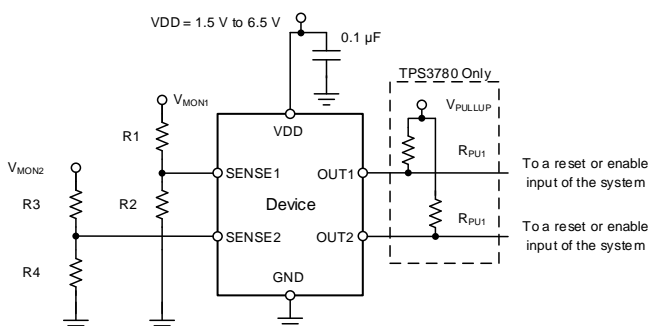 VDD = 1.5 V to 6.5 V
0.1 µF
TPS3780 Only
VMON1
VPULLUP
R1
VDD
RPU1
VMON2
SENSE1
OUT1
To a reset or enable
input of the system
R3
R2
Device
RPU1
SENSE2
OUT2
To a reset or enable
input of the system
R4
GND